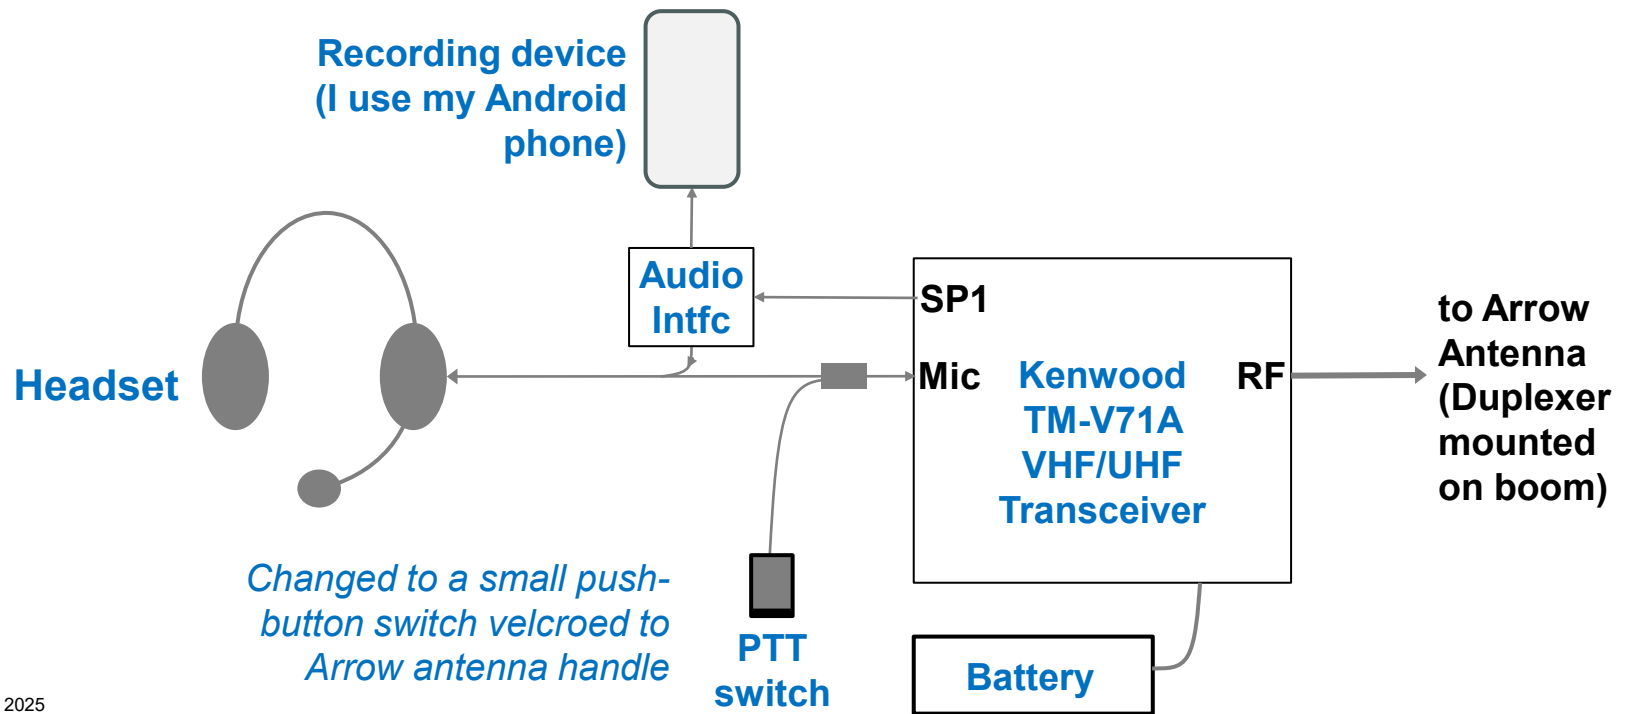 Recording device
(I use my Android
phone)
Audio
Intfc
SP1
Mic
Kenwood
TM-V71A
VHF/UHF
Transceiver
RF
to Arrow
Antenna
(Duplexer
mounted
on boom)
Headset
Changed to a small push-
button switch velcroed to
Arrow antenna handle
PTT
switch
Battery
2025